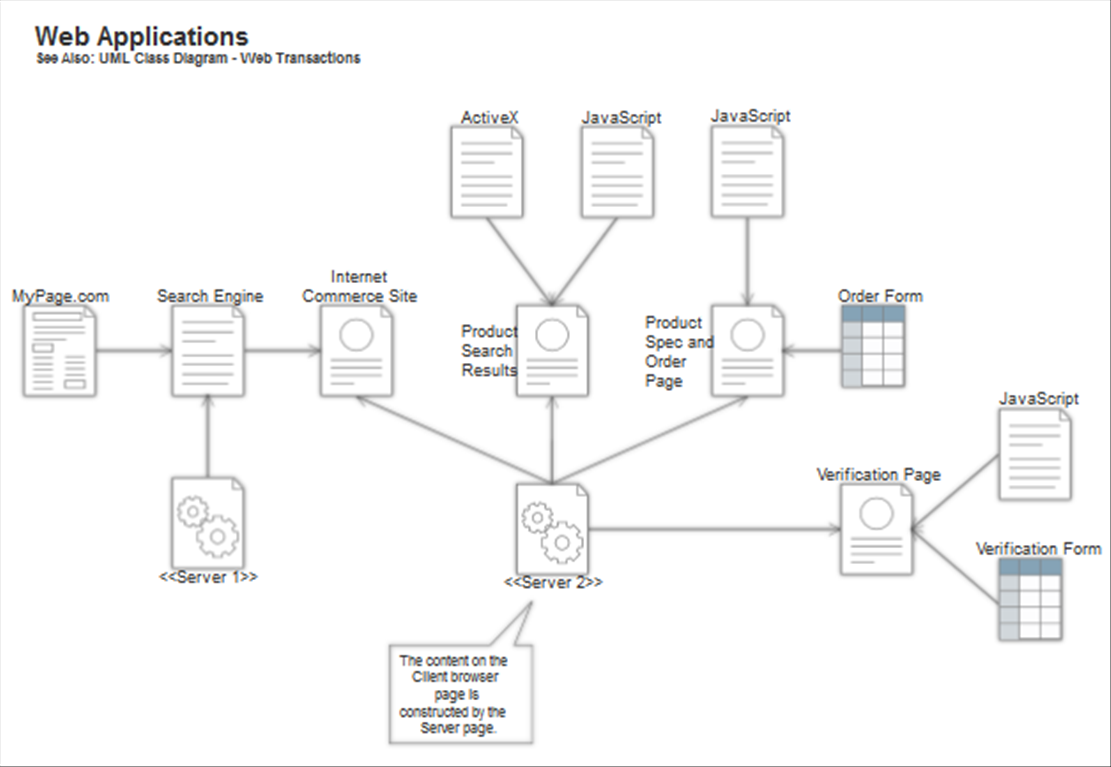 Web Applications
See Also: UML Class Diagram - Web Transactions
ActiveX
JavaScript
JavaScript
MyPage.com
Search Engine
Internet
Commerce Site
Product
Search
Results
Product
Spec and
Order
Page
Order Form
JavaScript
Verification Page
Verification Form
<<Server 1>>
<<Server 2>>
The content on the
Client browser
page is
constructed by the
Server page.